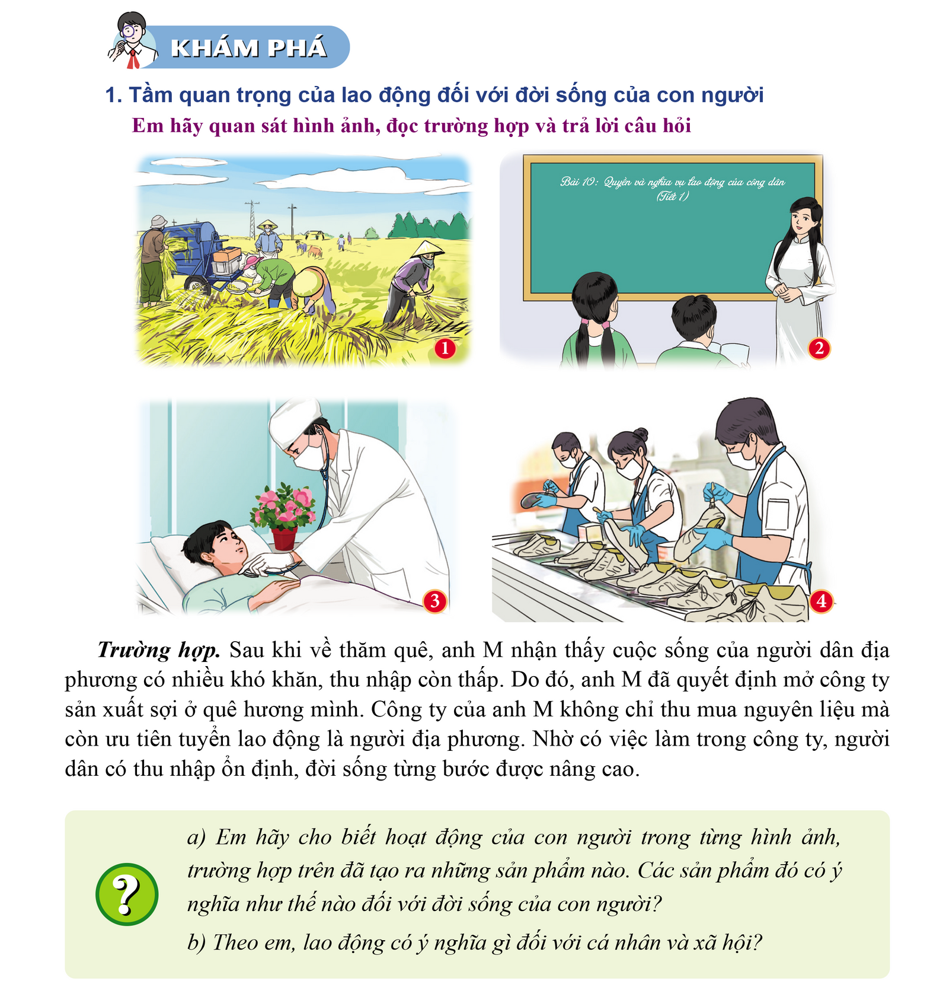 KHÁM PHÁ
1. Tầm quan trọng của lao động đối với đời sống của con người
Em hãy quan sát hình ảnh, đọc trường hợp và trả lời câu hỏi
Bài 10: Quyền và nghĩa vụ lao động của công dân
(Tiết 1)
1
2
3
4
Trường hợp. Sau khi về thăm quê, anh M nhận thấy cuộc sống của người dân địa
phương có nhiều khó khăn, thu nhập còn thấp. Do đó, anh M đã quyết định mở công ty
sản xuất sợi ở quê hương mình. Công ty của anh M không chỉ thu mua nguyên liệu mà
còn ưu tiên tuyển lao động là người địa phương. Nhờ có việc làm trong công ty, người
dân có thu nhập ổn định, đời sống từng bước được nâng cao.
?
a) Em hãy cho biết hoạt động của con người trong từng hình ảnh,
trường hợp trên đã tạo ra những sản phẩm nào. Các sản phẩm đó có ý
nghĩa như thế nào đối với đời sống của con người?
b) Theo em, lao động có ý nghĩa gì đối với cá nhân và xã hội?